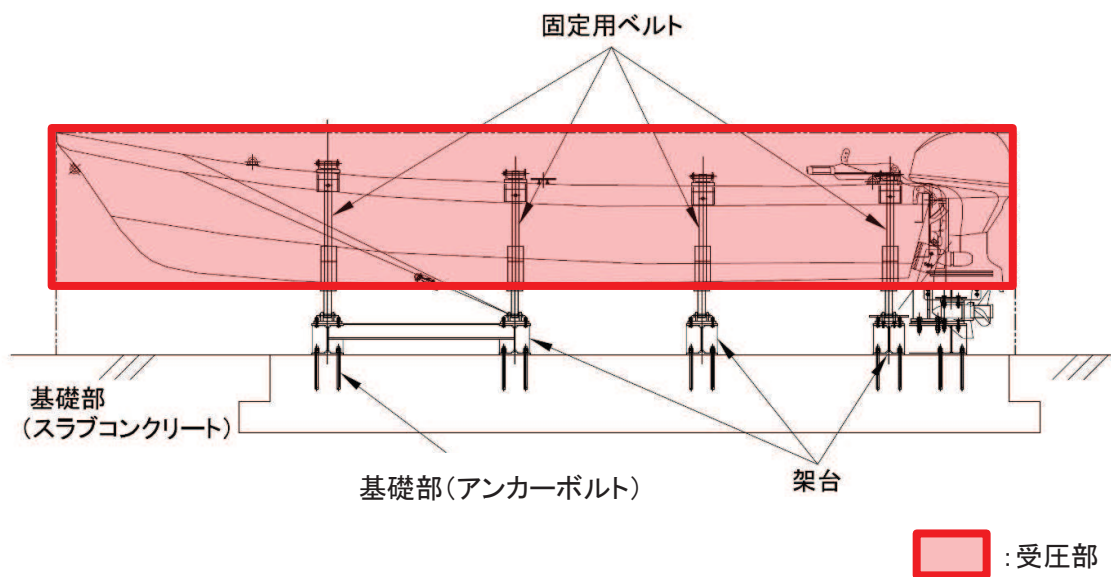 固定用ベルト
基礎部
(スラブコンクリート)
基礎部(アンカーボルト)
架台
:受圧部